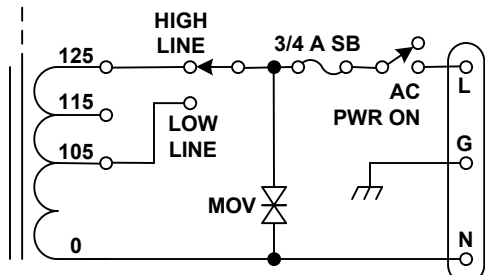 HIGH
LINE
3/4 A SB
125
L
115
AC
PWR ON
LOW
LINE
105
G
MOV
0
N